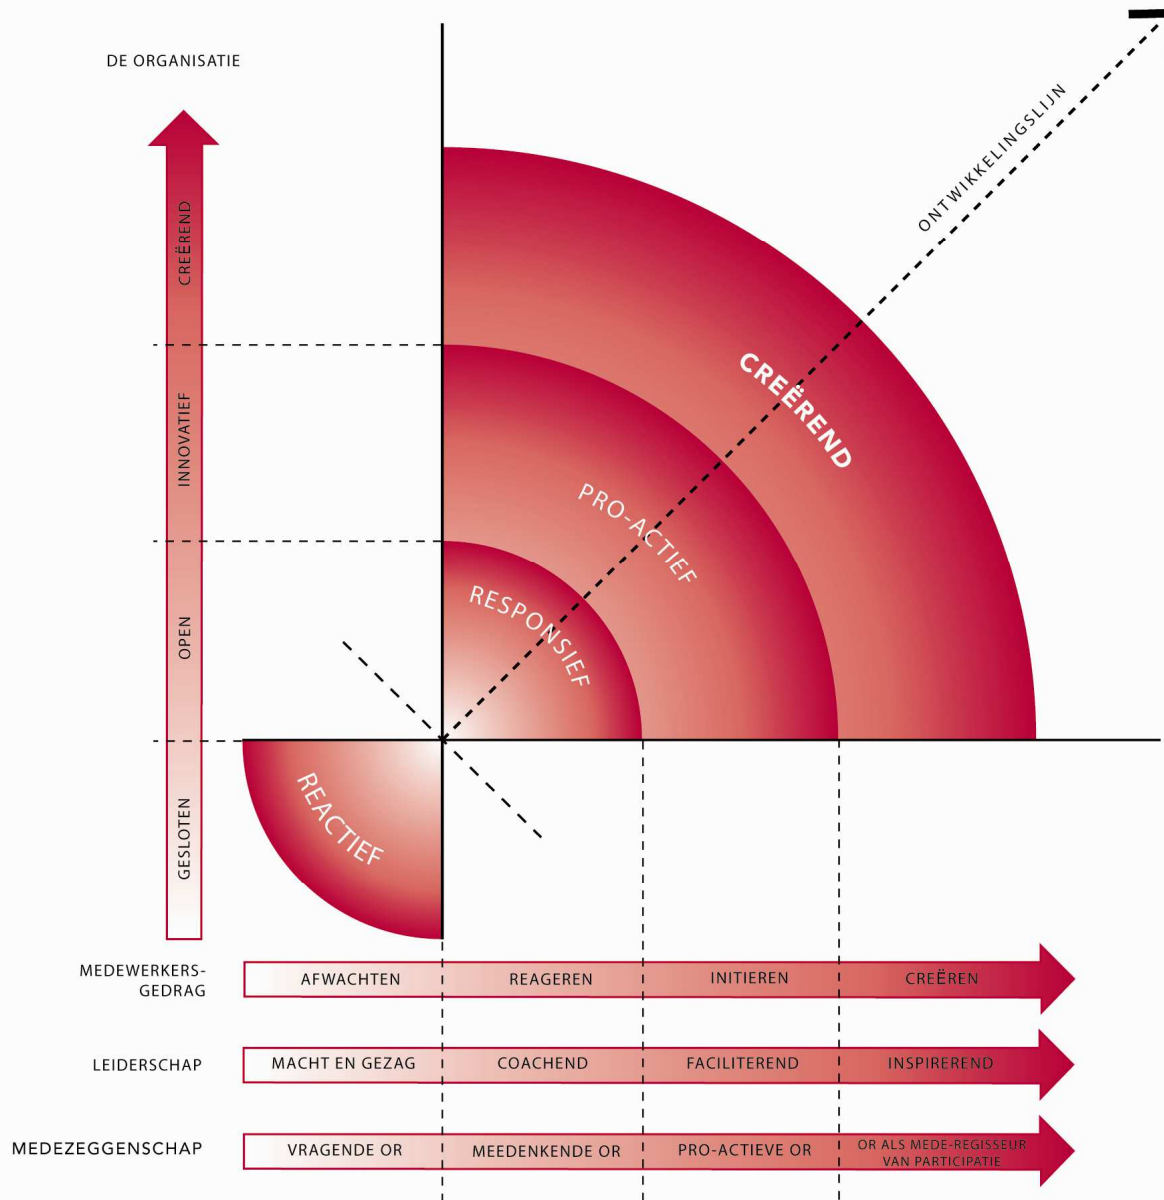 DE ORGANISATIE
ONTWIKKELINGSLIJN
CREËREND
INNOVATIEF
OPEN
GESLOTEN
CREËREND
PRO-ACTIEF
RESPONSIEF
REACTIEF
MEDEWERKERS-
GEDRAG
AFWACHTEN
REAGEREN
INITIEREN
CREËREN
LEIDERSCHAP
MACHT EN GEZAG
COACHEND
FACILITEREND
INSPIREREND
MEDEZEGGENSCHAP
VRAGENDE OR
MEEDENKENDE OR
PRO-ACTIEVE OR
OR ALS MEDE-REGISSEUR
VAN PARTICIPATIE